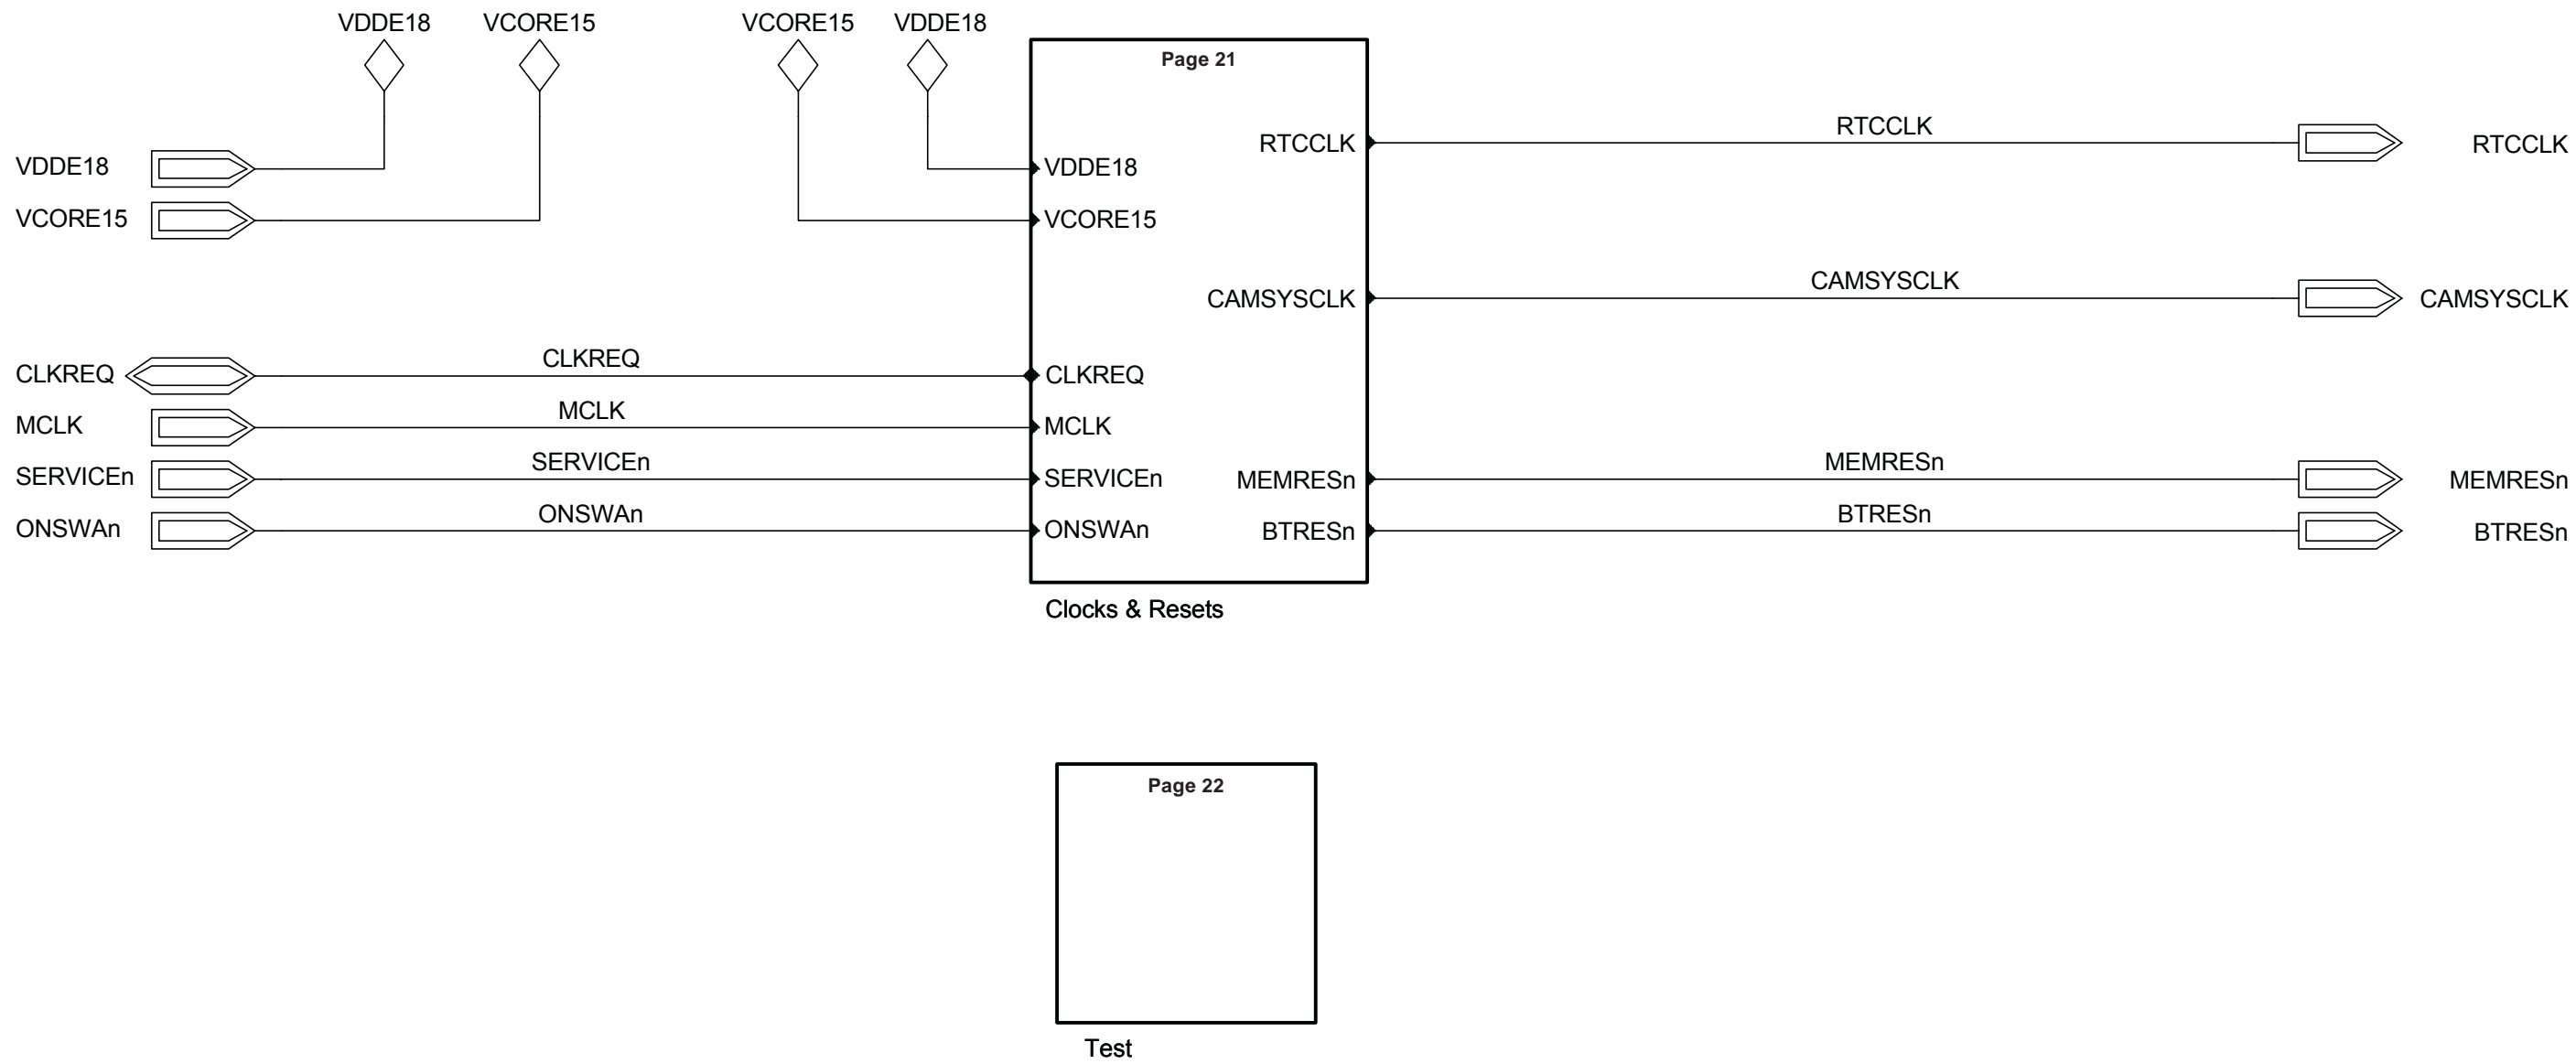 VDDE18 VCORE15 VCORE15 VDDE18
Page 21
RTCCLK RTCCLK RTCCLK
VDDE18 VDDE18
VCORE15 VCORE15
CAMSYSCLK CAMSYSCLK CAMSYSCLK
CLKREQ CLKREQ CLKREQ
MCLK MCLK MCLK
SERVICEn SERVICEn SERVICEn MEMRESn MEMRESn MEMRESn
ONSWAn ONSWAn ONSWAn BTRESn BTRESn BTRESn
Clocks & Resets
Page 22
Test